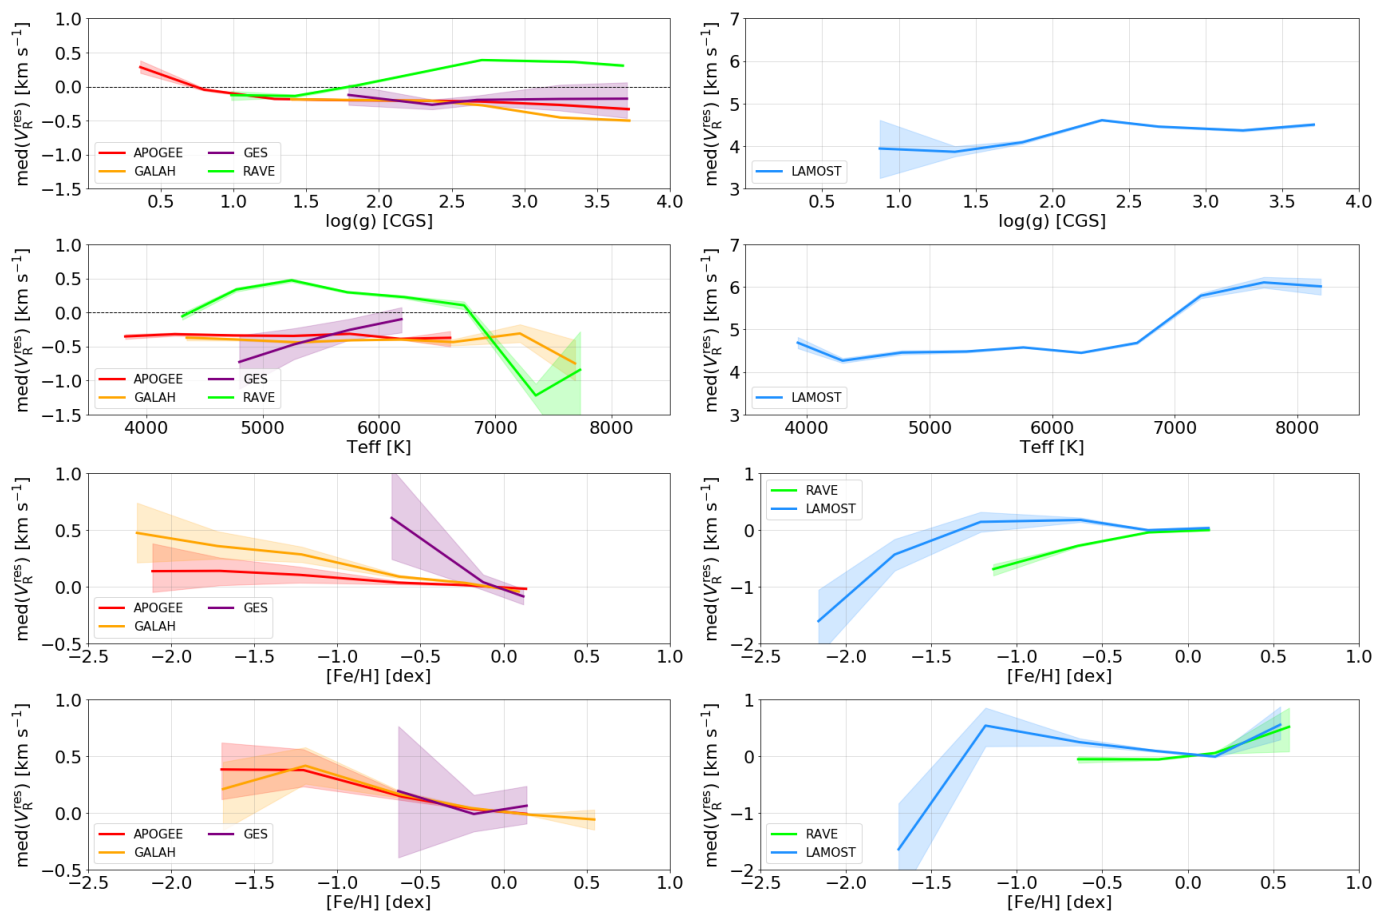 med(V_R^res) [km s⁻¹]
1.0
0.5
0.0
−0.5
−1.0
−1.5
APOGEE
GALAH
GES
RAVE
0.5 1.0 1.5 2.0 2.5 3.0 3.5 4.0
log(g) [CGS]
med(V_R^res) [km s⁻¹]
7
6
5
4
3
LAMOST
0.5 1.0 1.5 2.0 2.5 3.0 3.5 4.0
log(g) [CGS]
med(V_R^res) [km s⁻¹]
1.0
0.5
0.0
−0.5
−1.0
−1.5
APOGEE
GALAH
GES
RAVE
4000 5000 6000 7000 8000
Teff [K]
med(V_R^res) [km s⁻¹]
7
6
5
4
3
LAMOST
4000 5000 6000 7000 8000
Teff [K]
med(V_R^res) [km s⁻¹]
1.0
0.5
0.0
−0.5
APOGEE
GALAH
GES
−2.5 −2.0 −1.5 −1.0 −0.5 0.0 0.5 1.0
[Fe/H] [dex]
med(V_R^res) [km s⁻¹]
1
0
−1
−2
RAVE
LAMOST
−2.5 −2.0 −1.5 −1.0 −0.5 0.0 0.5 1.0
[Fe/H] [dex]
med(V_R^res) [km s⁻¹]
1.0
0.5
0.0
−0.5
APOGEE
GALAH
GES
−2.5 −2.0 −1.5 −1.0 −0.5 0.0 0.5 1.0
[Fe/H] [dex]
med(V_R^res) [km s⁻¹]
1
0
−1
−2
RAVE
LAMOST
−2.5 −2.0 −1.5 −1.0 −0.5 0.0 0.5 1.0
[Fe/H] [dex]